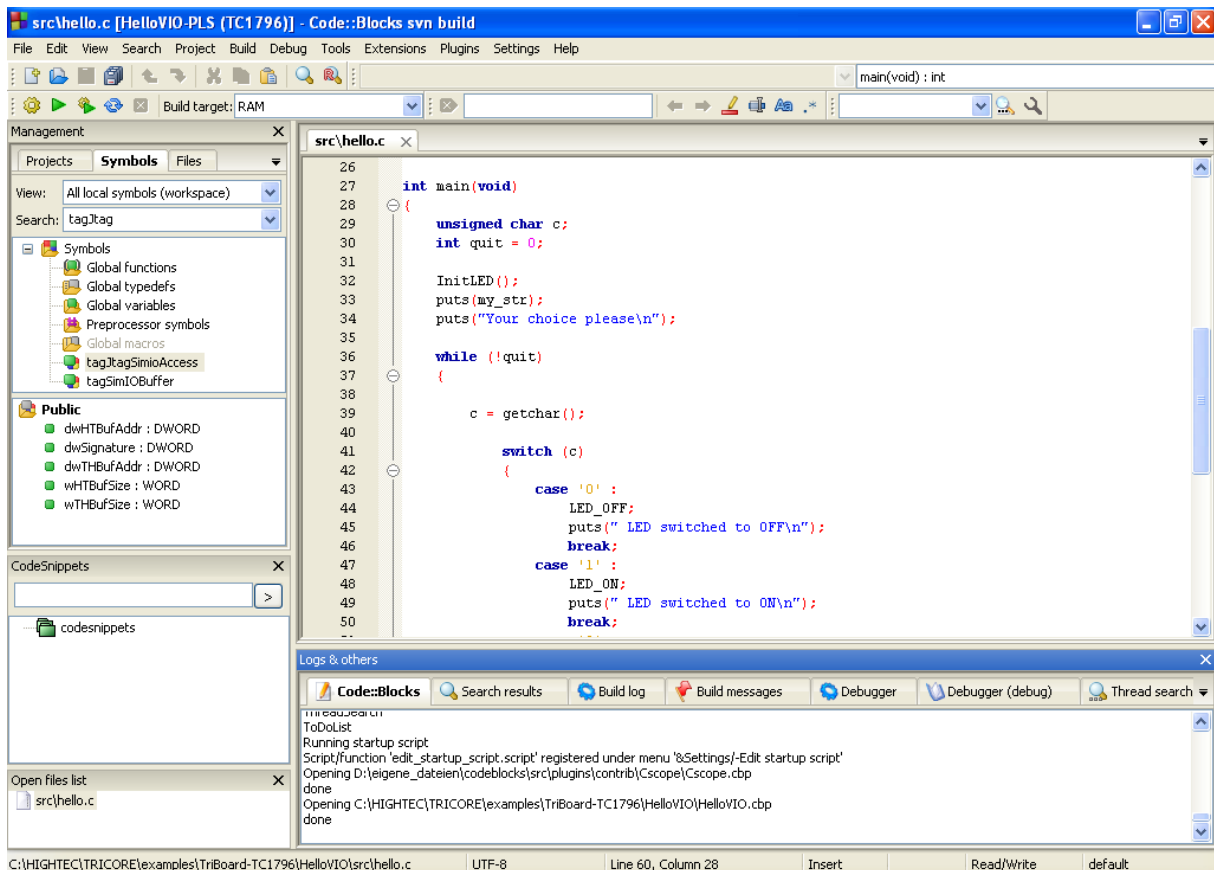 src\hello.c [HelloVIO-PLS (TC1796)] - Code::Blocks svn build
File Edit View Search Project Build Debug Tools Extensions Plugins Settings Help
main(void) : int
Build target: RAM
Management
Projects Symbols Files
View: All local symbols (workspace)
Search: tagJtag
Symbols
Global functions
Global typedefs
Global variables
Preprocessor symbols
Global macros
tagJtagSimioAccess
tagSimIOBuffer
Public
dwHTBufAddr : DWORD
dwSignature : DWORD
dwTHBufAddr : DWORD
wHTBufSize : WORD
wTHBufSize : WORD
CodeSnippets
>
codesnippets
Open files list
src\hello.c
src\hello.c
26
27 int main(void)
28 {
29 unsigned char c;
30 int quit = 0;
31
32 InitLED();
33 puts(my_str);
34 puts("Your choice please\n");
35
36 while (!quit)
37 {
38
39 c = getchar();
40
41 switch (c)
42 {
43 case '0' :
44 LED_OFF;
45 puts(" LED switched to OFF\n");
46 break;
47 case '1' :
48 LED_ON;
49 puts(" LED switched to ON\n");
50 break;
Logs & others
Code::Blocks Search results Build log Build messages Debugger Debugger (debug) Thread search
ThreadSearch
ToDoList
Running startup script
Script/function 'edit_startup_script.script' registered under menu '&Settings/-Edit startup script'
Opening D:\eigene_dateien\codeblocks\src\plugins\contrib\Cscope\Cscope.cbp
done
Opening C:\HIGHTEC\TRICORE\examples\TriBoard-TC1796\HelloVIO\HelloVIO.cbp
done
C:\HIGHTEC\TRICORE\examples\TriBoard-TC1796\HelloVIO\src\hello.c UTF-8 Line 60, Column 28 Insert Read/Write default